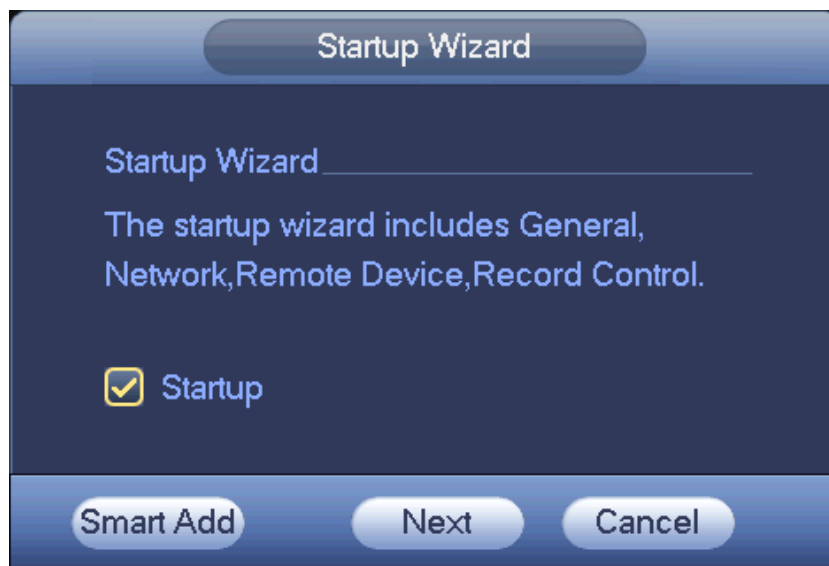 Startup Wizard
Startup Wizard
The startup wizard includes General,
Network,Remote Device,Record Control.
Startup
Smart Add Next Cancel